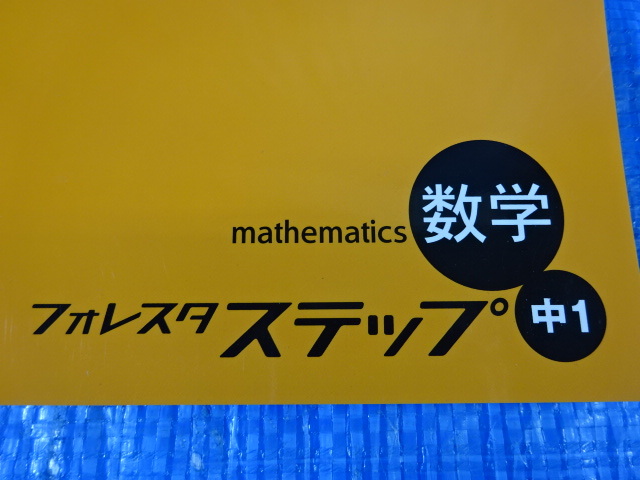 mathematics 数学
フォレスタ ステップ 中1